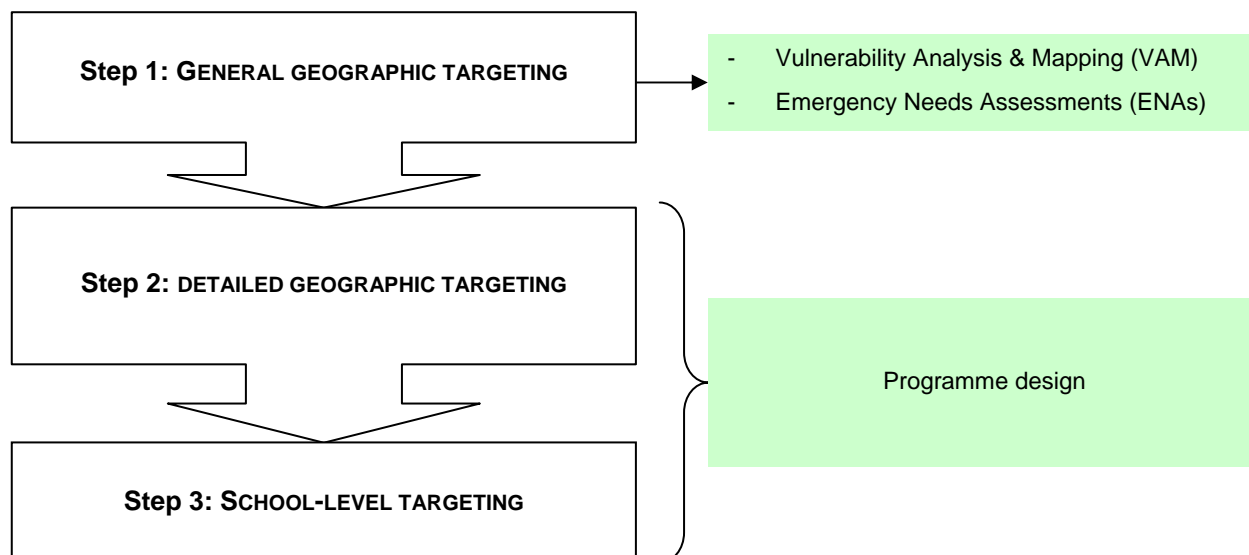 Step 1: GENERAL GEOGRAPHIC TARGETING
- Vulnerability Analysis & Mapping (VAM)
- Emergency Needs Assessments (ENAs)
Step 2: DETAILED GEOGRAPHIC TARGETING
Programme design
Step 3: SCHOOL-LEVEL TARGETING